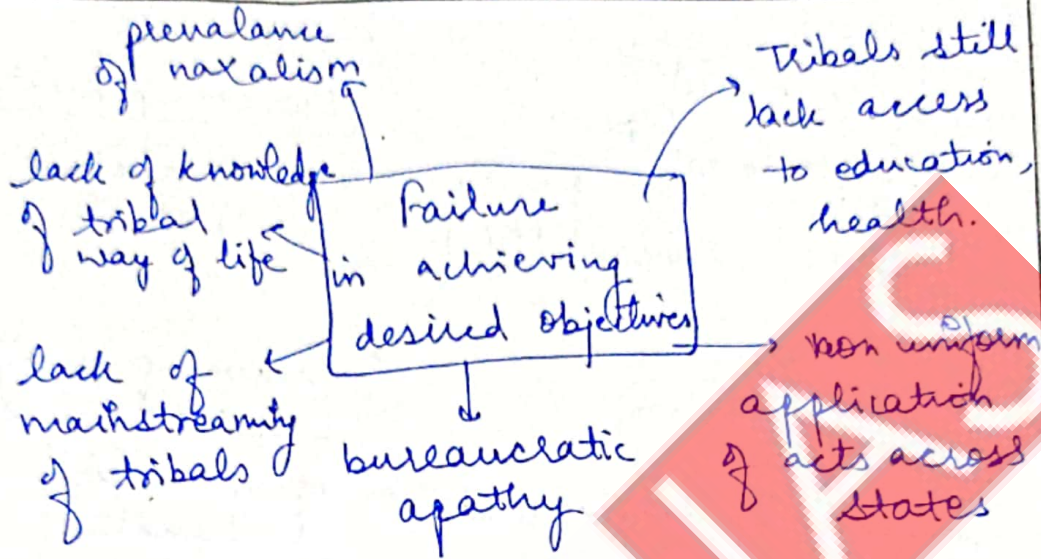 prevalance
of naxalism
Tribals still
lack access
to education,
health.
lack of knowledge
of tribal
way of life
Failure
in achieving
desired objectives
lack of
mainstreaming
of tribals
bureaucratic
apathy
non uniform
application
of acts across
states
IAS